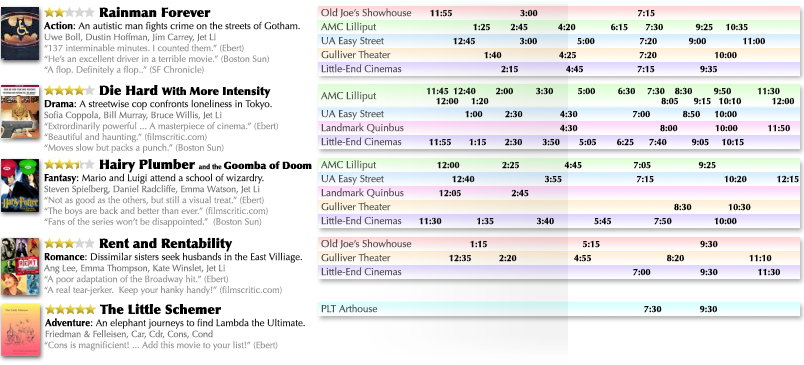 Rainman Forever
Action: An autistic man fights crime on the streets of Gotham.
Uwe Boll, Dustin Hoffman, Jim Carrey, Jet Li
“137 interminable minutes. I counted them.” (Ebert)
“He's an excellent driver in a terrible movie.” (Boston Sun)
“A flop. Definitely a flop..” (SF Chronicle)
Old Joe's Showhouse 11:55 3:00 7:15
AMC Lilliput 1:25 2:45 4:20 6:15 7:30 9:25 10:35
UA Easy Street 12:45 3:00 5:00 7:20 9:00 11:00
Gulliver Theater 1:40 4:25 7:20 10:00
Little-End Cinemas 2:15 4:45 7:15 9:35
Die Hard With More Intensity
Drama: A streetwise cop confronts loneliness in Tokyo.
Sofia Coppola, Bill Murray, Bruce Willis, Jet Li
“Extrordinarily powerful ... A masterpiece of cinema.” (Ebert)
“Beautiful and haunting.” (filmscritic.com)
“Moves slow but packs a punch.” (Boston Sun)
AMC Lilliput 11:45 12:40 2:00 3:30 5:00 6:30 7:30 8:30 9:50 11:30
12:00 1:20 8:05 9:15 10:10 12:00
UA Easy Street 1:00 2:30 4:30 7:00 8:50 10:00
Landmark Quinbus 4:30 8:00 10:00 11:50
Little-End Cinemas 11:55 1:15 2:30 3:50 5:05 6:25 7:40 9:05 10:15
Hairy Plumber and the Goomba of Doom
Fantasy: Mario and Luigi attend a school of wizardry.
Steven Spielberg, Daniel Radcliffe, Emma Watson, Jet Li
“Not as good as the others, but still a visual treat.” (Ebert)
“The boys are back and better than ever.” (filmscritic.com)
“Fans of the series won't be disappointed.” (Boston Sun)
AMC Lilliput 12:00 2:25 4:45 7:05 9:25
UA Easy Street 12:40 3:55 7:15 10:20 12:15
Landmark Quinbus 12:05 2:45
Gulliver Theater 8:30 10:30
Little-End Cinemas 11:30 1:35 3:40 5:45 7:50 10:00
Rent and Rentability
Romance: Dissimilar sisters seek husbands in the East Villiage.
Ang Lee, Emma Thompson, Kate Winslet, Jet Li
“A poor adaptation of the Broadway hit.” (Ebert)
“A real tear-jerker. Keep your hanky handy!” (filmscritic.com)
Old Joe's Showhouse 1:15 5:15 9:30
Gulliver Theater 12:35 2:20 4:55 8:20 11:10
Little-End Cinemas 7:00 9:30 11:30
The Little Schemer
Adventure: An elephant journeys to find Lambda the Ultimate.
Friedman & Felleisen, Car, Cdr, Cons, Cond
“Cons is magnificient! ... Add this movie to your list!” (Ebert)
PLT Arthouse 7:30 9:30